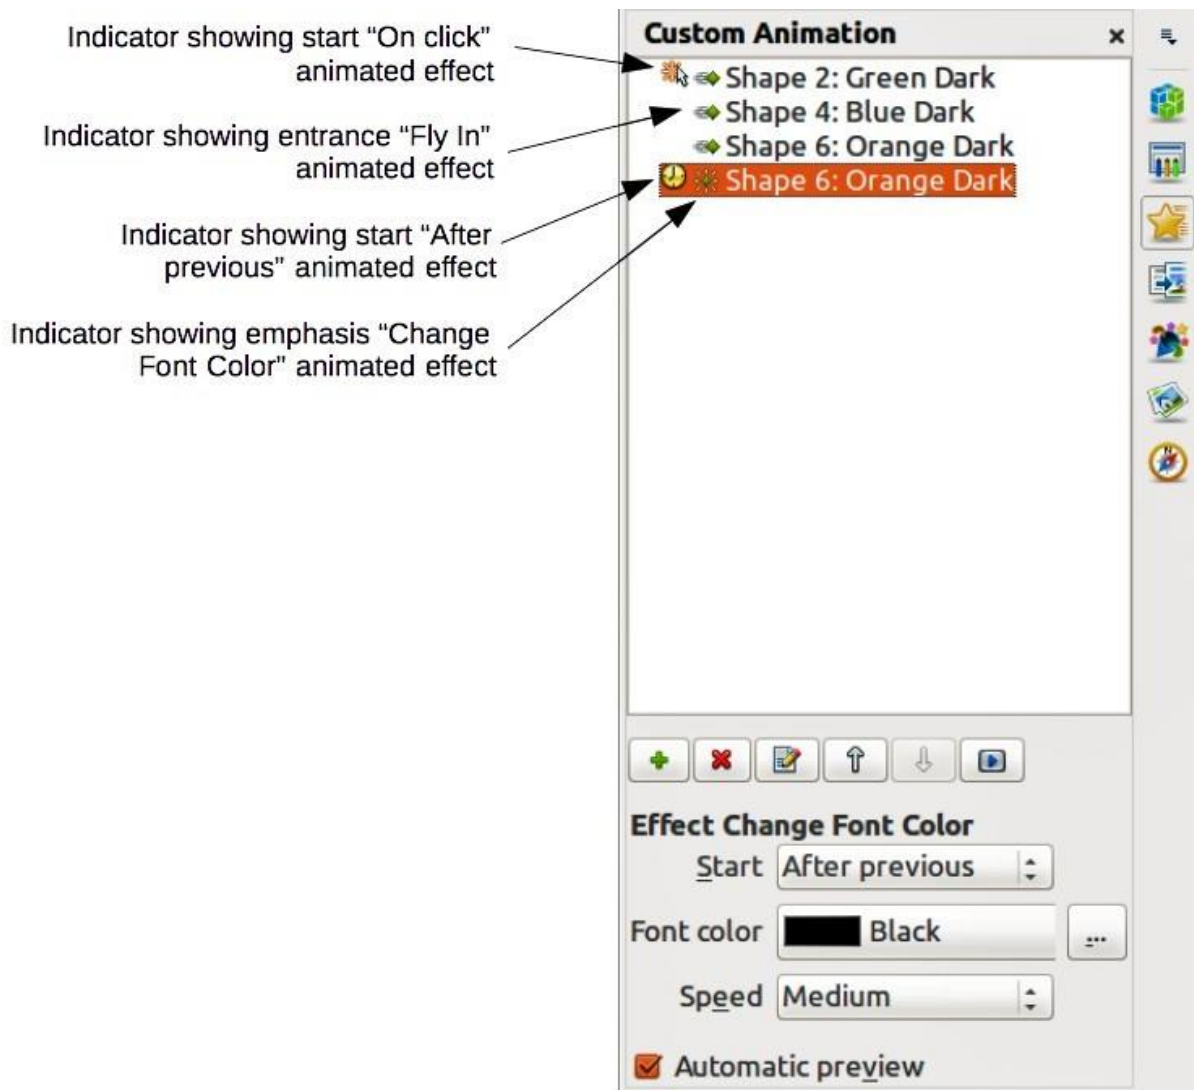 Indicator showing start “On click”
animated effect
Indicator showing entrance “Fly In”
animated effect
Indicator showing start “After
previous” animated effect
Indicator showing emphasis “Change
Font Color” animated effect
Custom Animation
Shape 2: Green Dark
Shape 4: Blue Dark
Shape 6: Orange Dark
Shape 6: Orange Dark
Effect Change Font Color
Start After previous
Font color Black ...
Speed Medium
Automatic preview